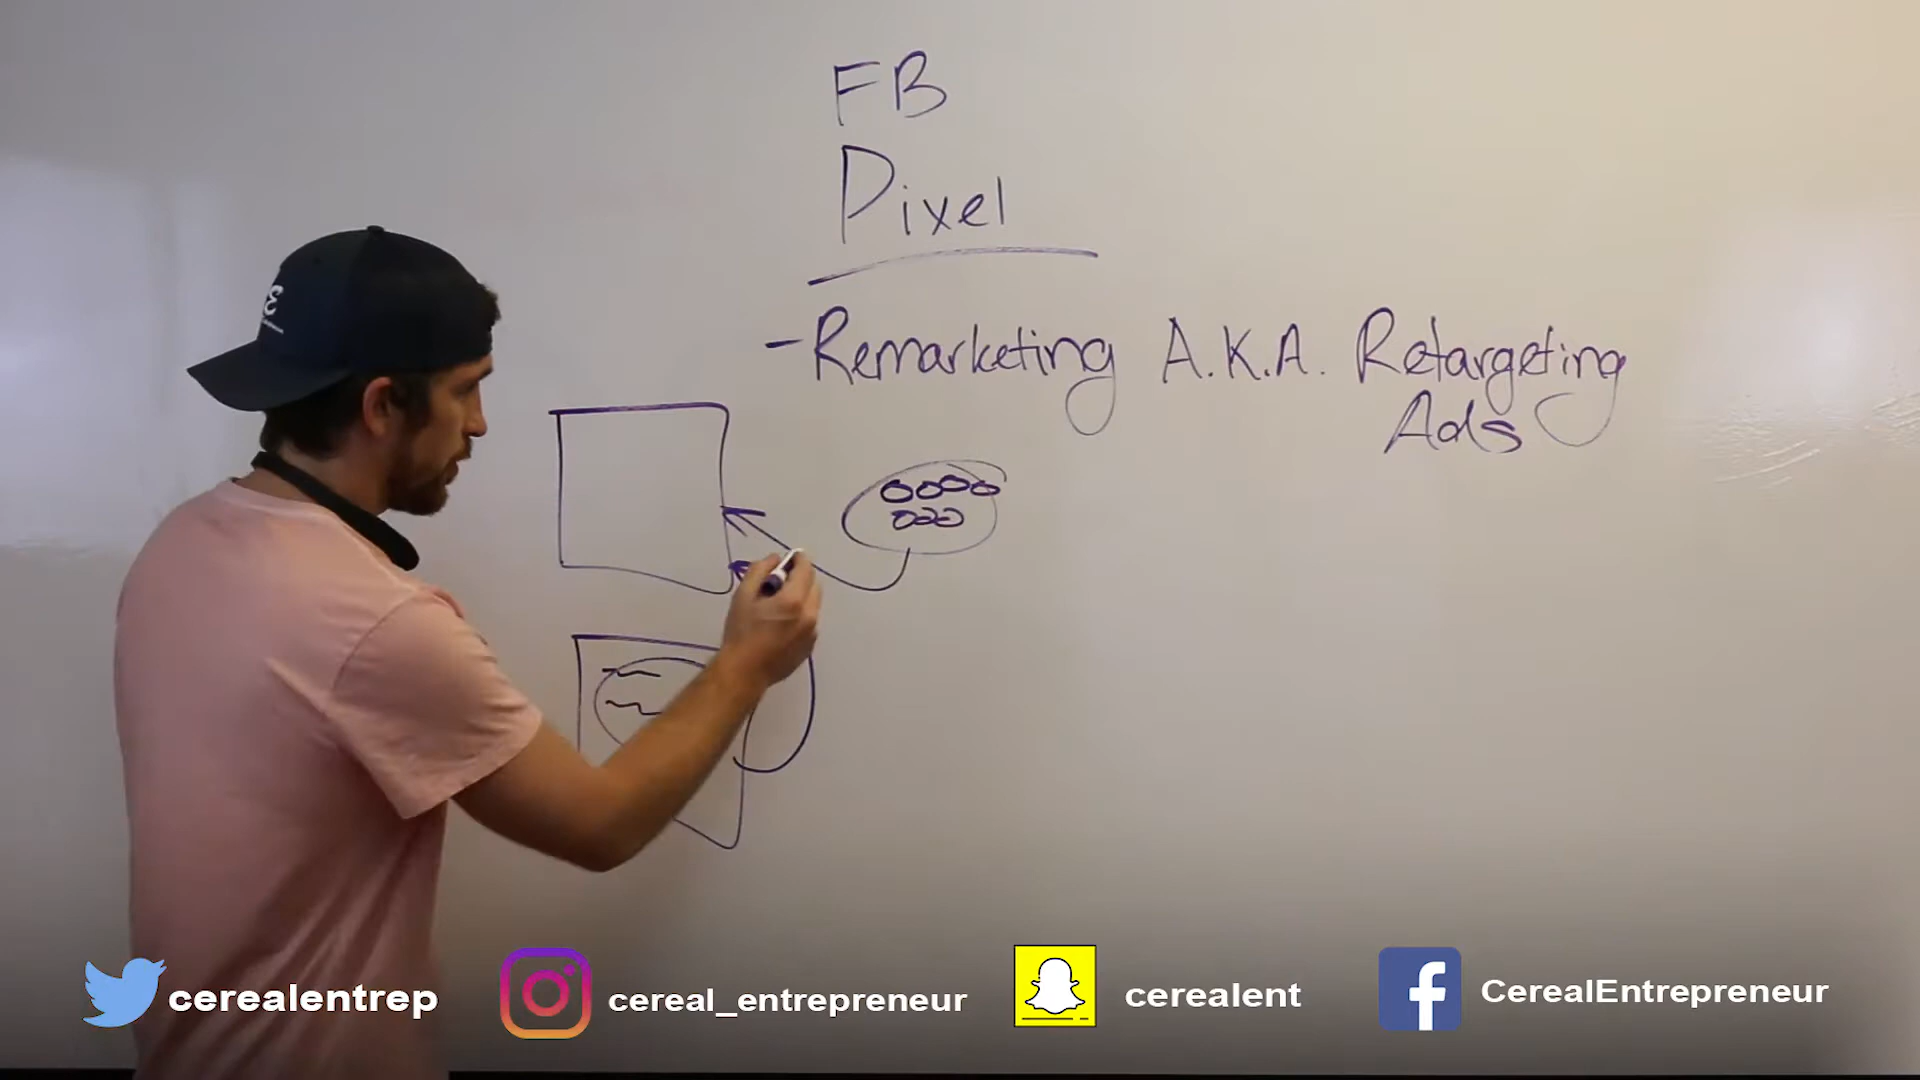 FB
Pixel
- Remarketing A.K.A. Retargeting
Ads
cerealentrep
cereal_entrepreneur
cerealent
CerealEntrepreneur